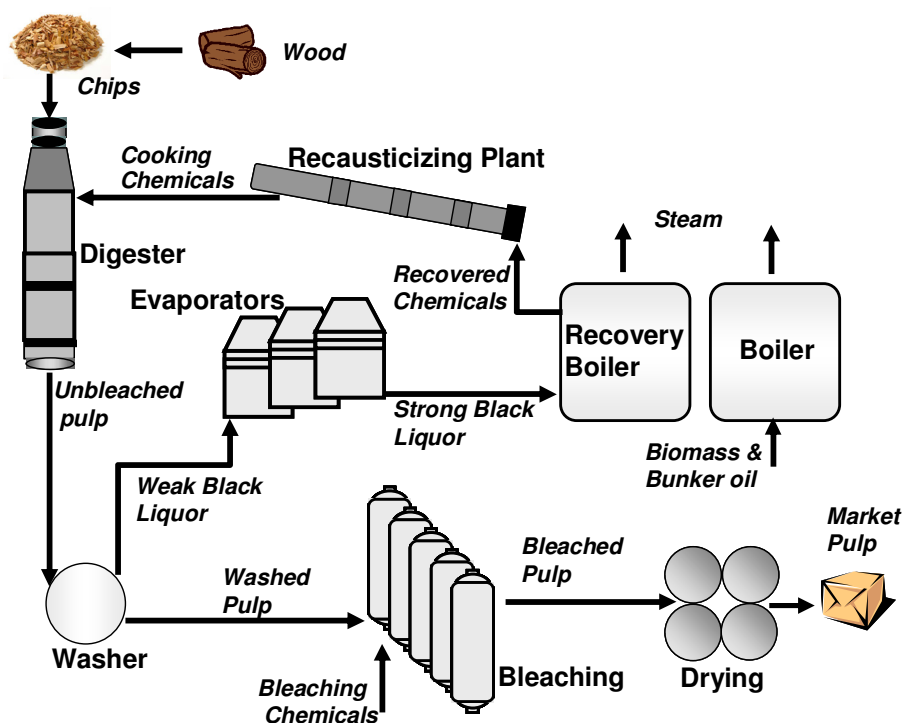 Wood
Chips
Cooking
Chemicals
Recausticizing Plant
Steam
Digester
Recovered
Chemicals
Evaporators
Recovery
Boiler
Boiler
Unbleached
pulp
Strong Black
Liquor
Biomass &
Bunker oil
Weak Black
Liquor
Market
Pulp
Bleached
Pulp
Washed
Pulp
Washer
Bleaching
Drying
Bleaching
Chemicals